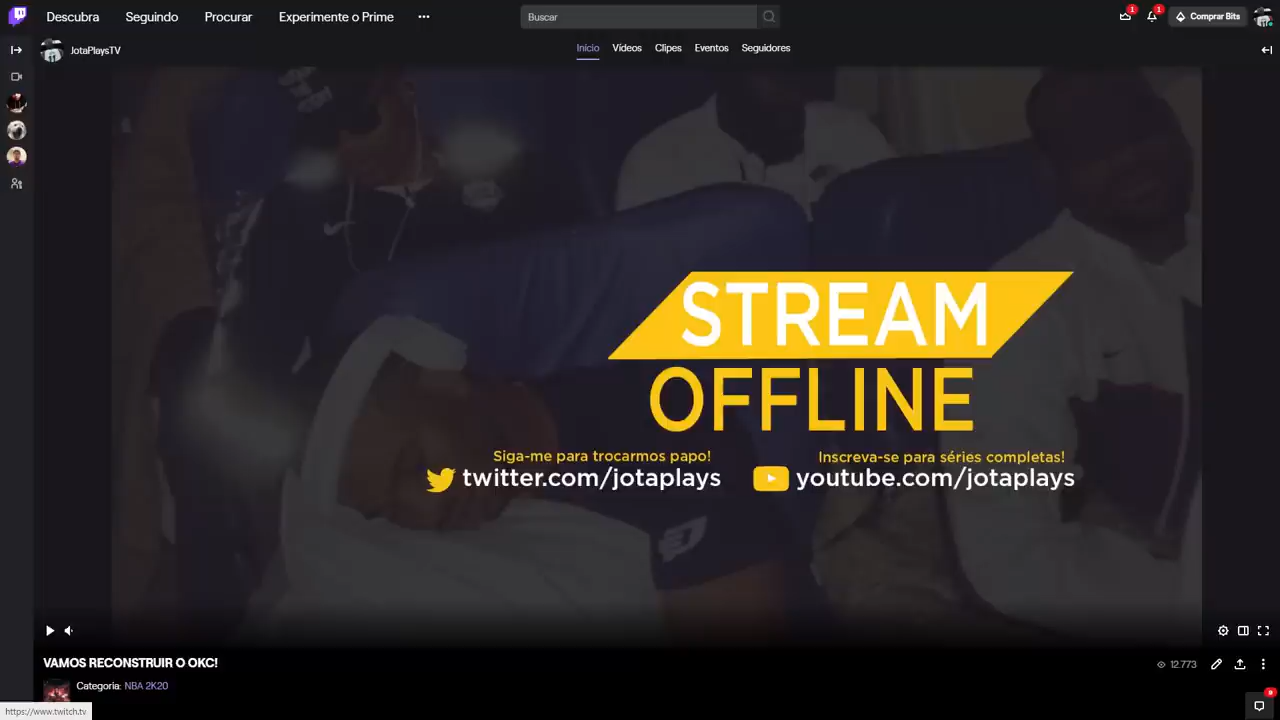 Descubra
Seguindo
Procurar
Experimente o Prime
Buscar
1
1
Comprar Bits
JotaPlaysTV
Início
Vídeos
Clipes
Eventos
Seguidores
STREAM
OFFLINE
Siga-me para trocarmos papo!
twitter.com/jotaplays
Inscreva-se para séries completas!
youtube.com/jotaplays
VAMOS RECONSTRUIR O OKC!
12.773
Categoria: NBA 2K20
https://www.twitch.tv